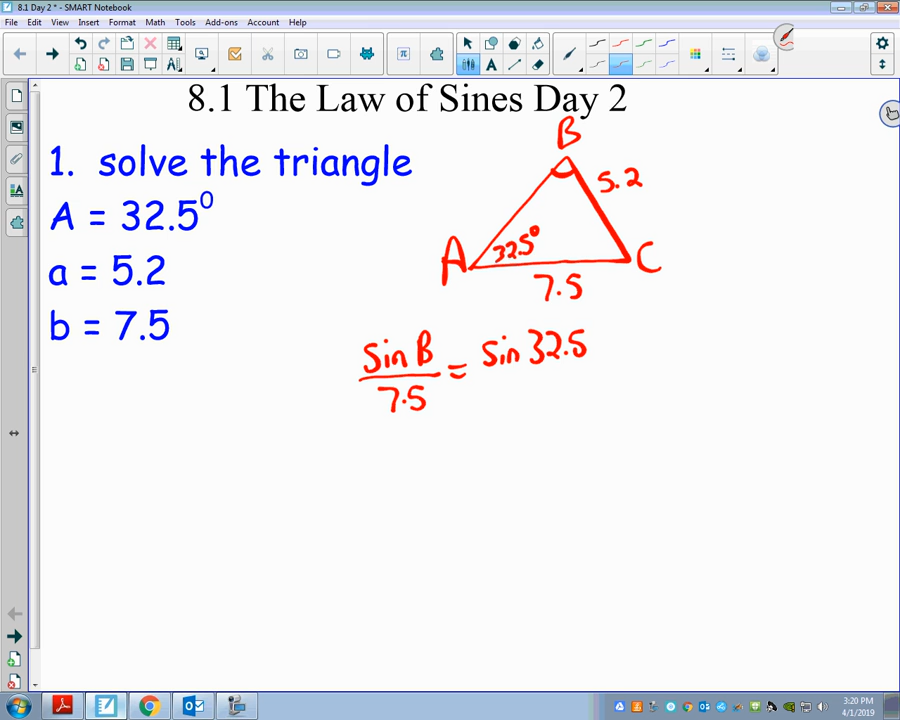 8.1 Day 2 * - SMART Notebook
File Edit View Insert Format Math Tools Add-ons Account Help
8.1 The Law of Sines Day 2
1. solve the triangle
A = 32.5⁰
a = 5.2
b = 7.5
B
5.2
A
32.5°
C
7.5
sin B
7.5
= sin 32.5
3:20 PM
4/1/2019